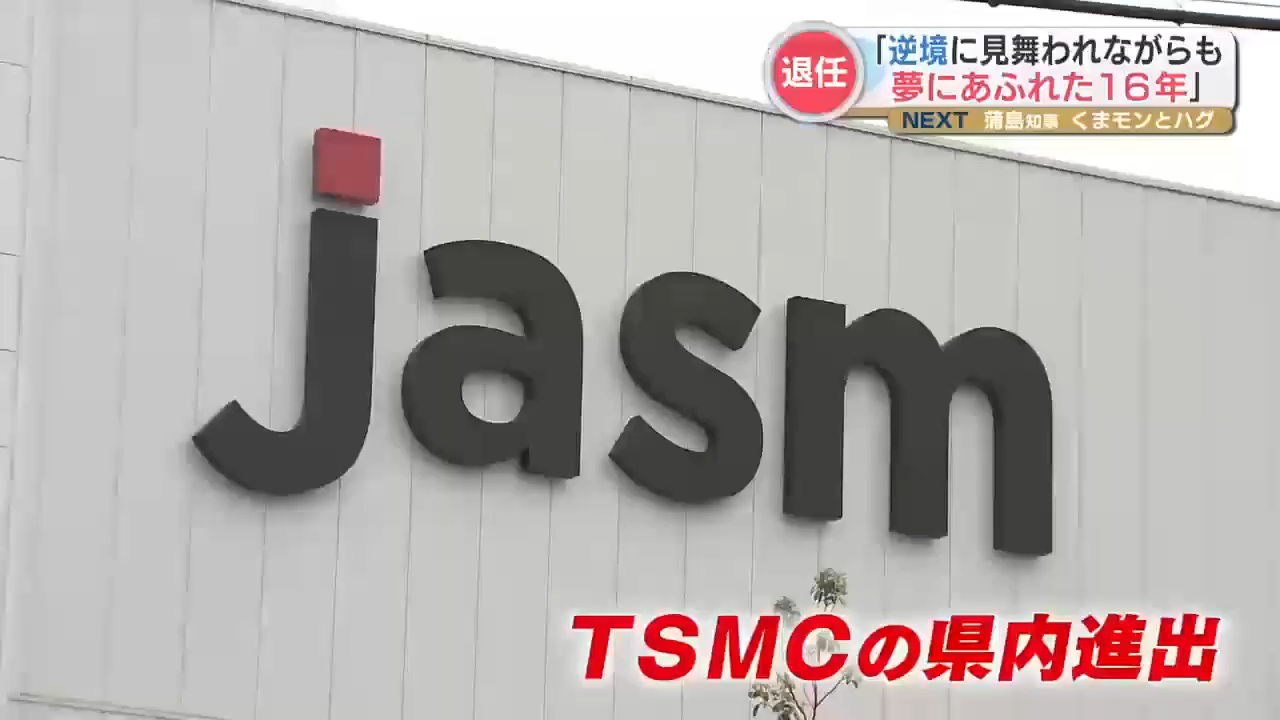 退任
「逆境に見舞われながらも
夢にあふれた16年」
NEXT 蒲島知事 くまモンとハグ
jasm
TSMCの県内進出